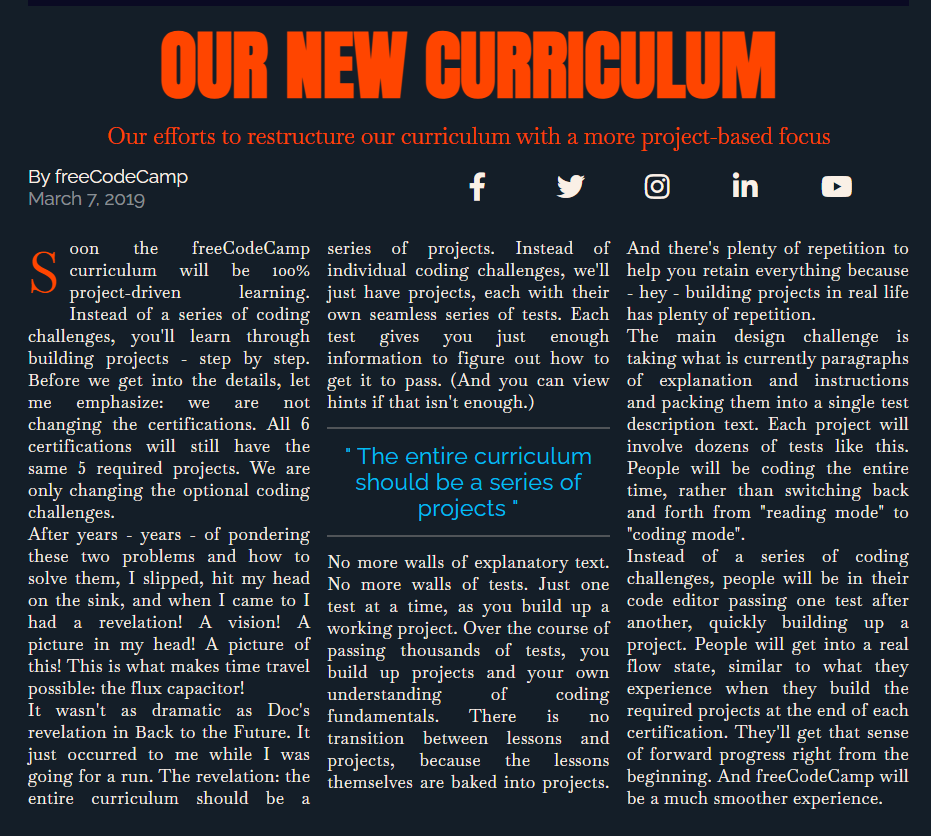 OUR NEW CURRICULUM
Our efforts to restructure our curriculum with a more project-based focus
By freeCodeCamp
March 7, 2019
Soon the freeCodeCamp
curriculum will be 100%
project-driven learning.
Instead of a series of coding
challenges, you'll learn through
building projects - step by step.
Before we get into the details, let
me emphasize: we are not
changing the certifications. All 6
certifications will still have the
same 5 required projects. We are
only changing the optional coding
challenges.
After years - years - of pondering
these two problems and how to
solve them, I slipped, hit my head
on the sink, and when I came to I
had a revelation! A vision! A
picture in my head! A picture of
this! This is what makes time travel
possible: the flux capacitor!
It wasn't as dramatic as Doc's
revelation in Back to the Future. It
just occurred to me while I was
going for a run. The revelation: the
entire curriculum should be a
series of projects. Instead of
individual coding challenges, we'll
just have projects, each with their
own seamless series of tests. Each
test gives you just enough
information to figure out how to
get it to pass. (And you can view
hints if that isn't enough.)
" The entire curriculum
should be a series of
projects "
No more walls of explanatory text.
No more walls of tests. Just one
test at a time, as you build up a
working project. Over the course of
passing thousands of tests, you
build up projects and your own
understanding of coding
fundamentals. There is no
transition between lessons and
projects, because the lessons
themselves are baked into projects.
And there's plenty of repetition to
help you retain everything because
- hey - building projects in real life
has plenty of repetition.
The main design challenge is
taking what is currently paragraphs
of explanation and instructions
and packing them into a single test
description text. Each project will
involve dozens of tests like this.
People will be coding the entire
time, rather than switching back
and forth from "reading mode" to
"coding mode".
Instead of a series of coding
challenges, people will be in their
code editor passing one test after
another, quickly building up a
project. People will get into a real
flow state, similar to what they
experience when they build the
required projects at the end of each
certification. They'll get that sense
of forward progress right from the
beginning. And freeCodeCamp will
be a much smoother experience.